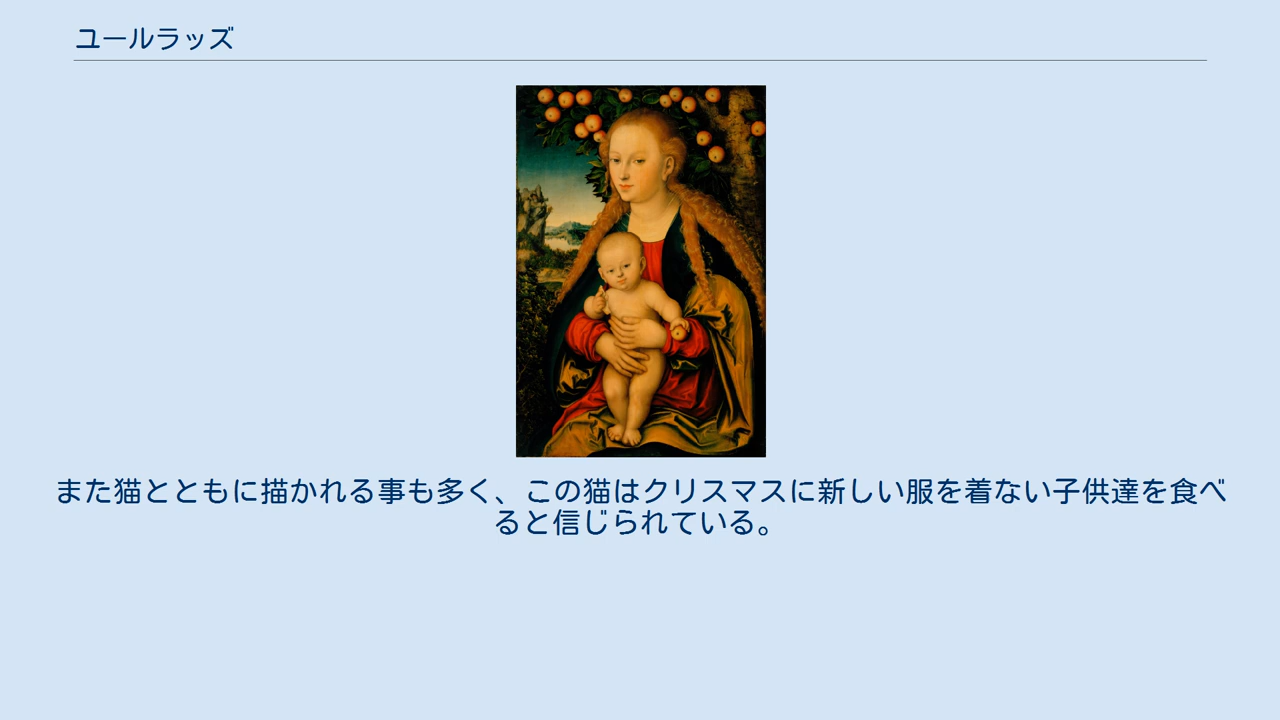 ユールラッズ
また猫とともに描かれる事も多く、この猫はクリスマスに新しい服を着ない子供達を食べ
ると信じられている。